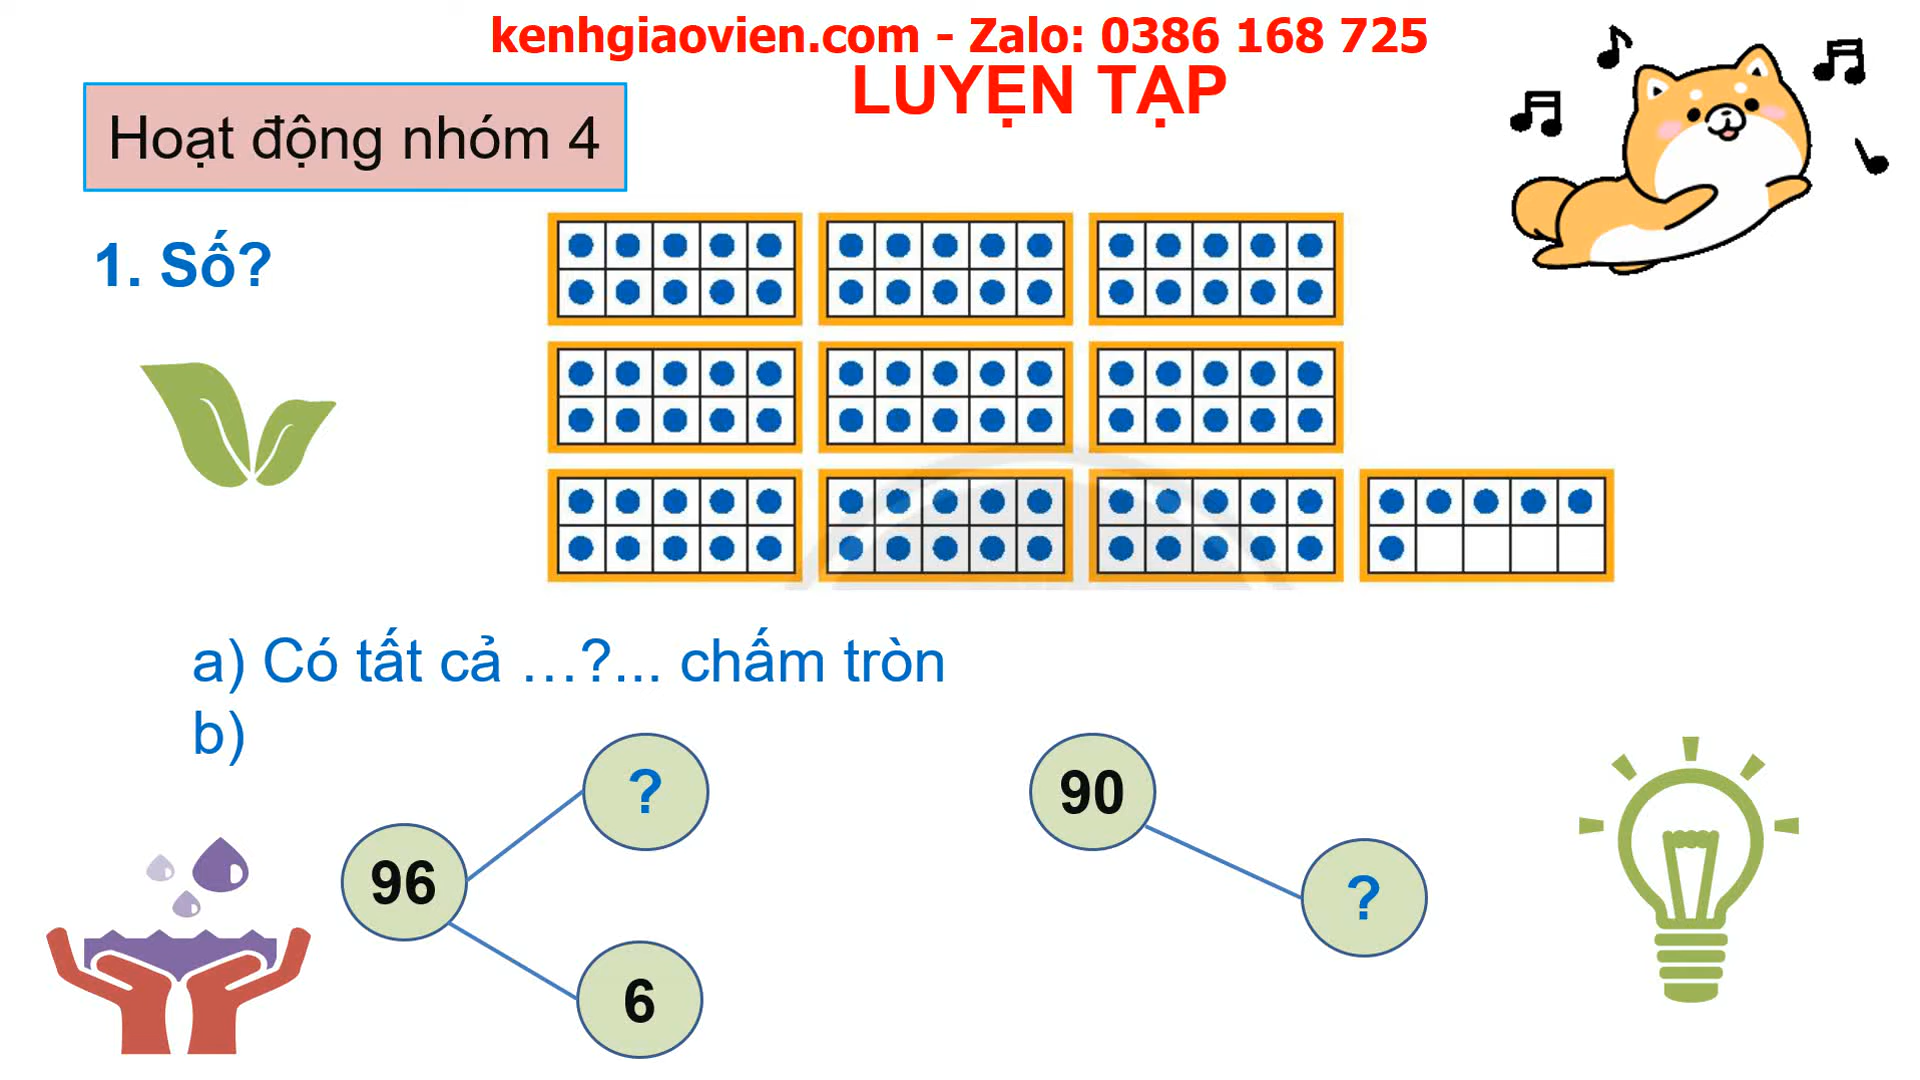 kenhgiaovien.com - Zalo: 0386 168 725
LUYỆN TẠP
Hoạt động nhóm 4
1. Số?
a) Có tất cả …?... chấm tròn
b)
?
90
96
?
6